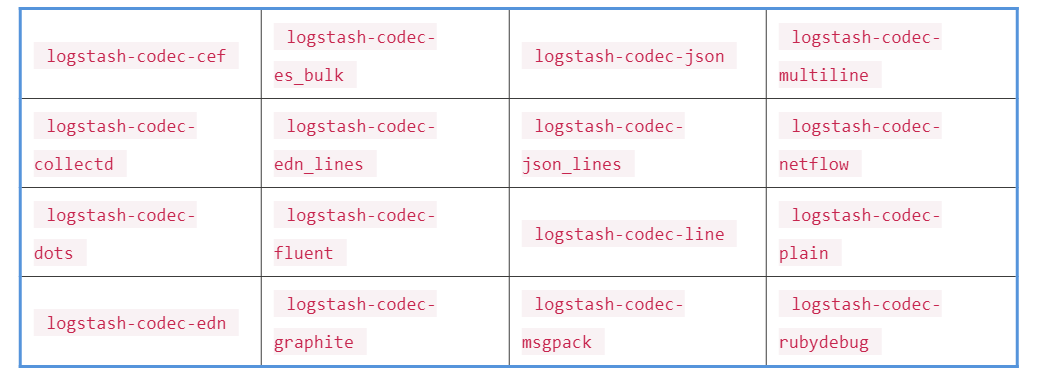 logstash-codec-cef
logstash-codec-
es_bulk
logstash-codec-json
logstash-codec-
multiline
logstash-codec-
collectd
logstash-codec-
edn_lines
logstash-codec-
json_lines
logstash-codec-
netflow
logstash-codec-
dots
logstash-codec-
fluent
logstash-codec-line
logstash-codec-
plain
logstash-codec-edn
logstash-codec-
graphite
logstash-codec-
msgpack
logstash-codec-
rubydebug